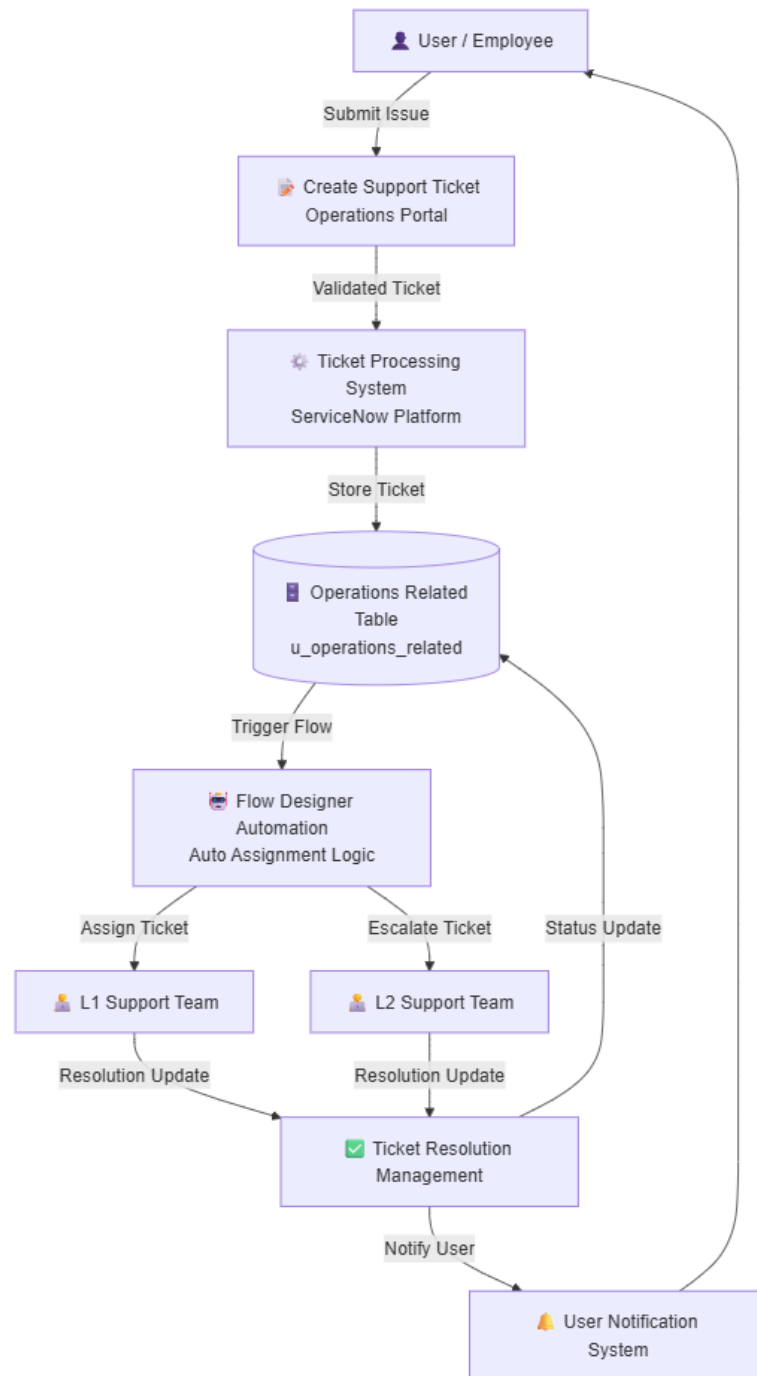 User / Employee
Submit Issue
Create Support Ticket
Operations Portal
Validated Ticket
Ticket Processing
System
ServiceNow Platform
Store Ticket
Operations Related
Table
u_operations_related
Trigger Flow
Flow Designer
Automation
Auto Assignment Logic
Assign Ticket
Escalate Ticket
Status Update
L1 Support Team
L2 Support Team
Resolution Update
Resolution Update
Ticket Resolution
Management
Notify User
User Notification
System